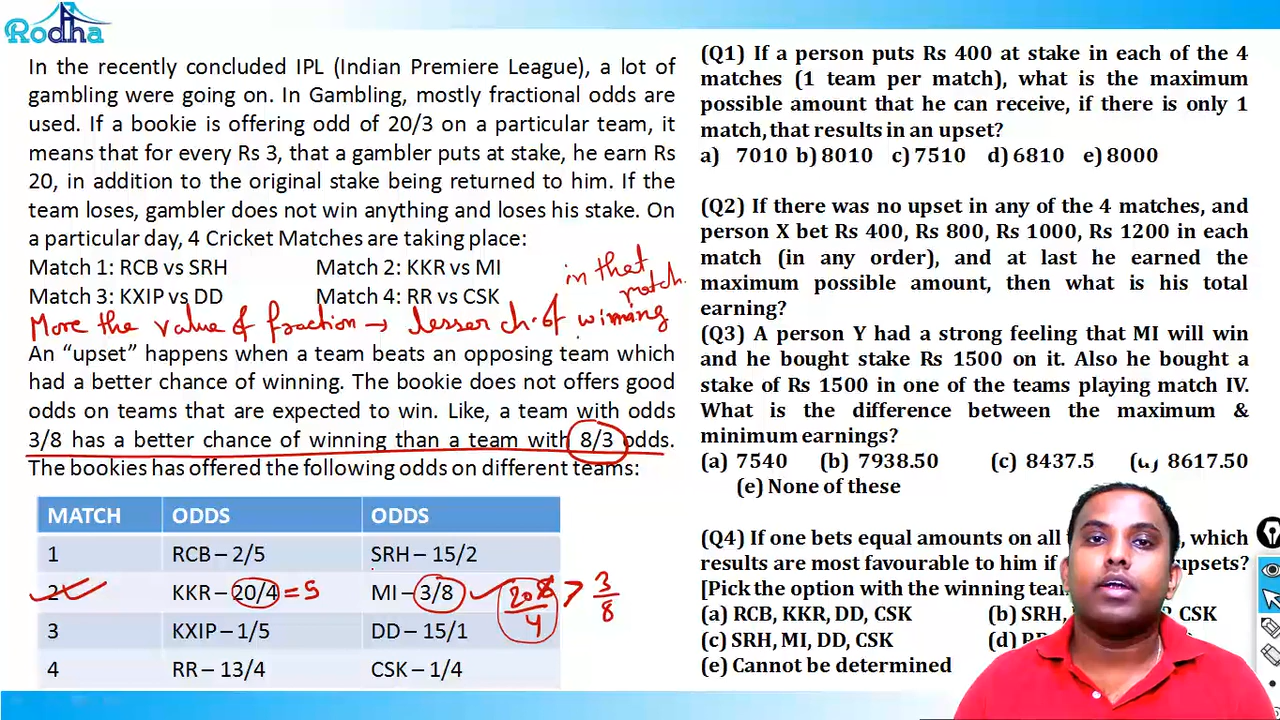 Rodha
In the recently concluded IPL (Indian Premiere League), a lot of
gambling were going on. In Gambling, mostly fractional odds are
used. If a bookie is offering odd of 20/3 on a particular team, it
means that for every Rs 3, that a gambler puts at stake, he earn Rs
20, in addition to the original stake being returned to him. If the
team loses, gambler does not win anything and loses his stake. On
a particular day, 4 Cricket Matches are taking place:
Match 1: RCB vs SRH Match 2: KKR vs MI
Match 3: KXIP vs DD Match 4: RR vs CSK
in that
match.
More the value of fraction → lesser ch. of winning
An “upset” happens when a team beats an opposing team which
had a better chance of winning. The bookie does not offers good
odds on teams that are expected to win. Like, a team with odds
3/8 has a better chance of winning than a team with 8/3 odds.
The bookies has offered the following odds on different teams:
MATCH ODDS ODDS
1 RCB – 2/5 SRH – 15/2
2 KKR – 20/4 = 5 MI – 3/8 20/4 > 3/8
3 KXIP – 1/5 DD – 15/1
4 RR – 13/4 CSK – 1/4
(Q1) If a person puts Rs 400 at stake in each of the 4
matches (1 team per match), what is the maximum
possible amount that he can receive, if there is only 1
match, that results in an upset?
a) 7010 b) 8010 c) 7510 d) 6810 e) 8000
(Q2) If there was no upset in any of the 4 matches, and
person X bet Rs 400, Rs 800, Rs 1000, Rs 1200 in each
match (in any order), and at last he earned the
maximum possible amount, then what is his total
earning?
(Q3) A person Y had a strong feeling that MI will win
and he bought stake Rs 1500 on it. Also he bought a
stake of Rs 1500 in one of the teams playing match IV.
What is the difference between the maximum &
minimum earnings?
(a) 7540 (b) 7938.50 (c) 8437.5 (d) 8617.50
(e) None of these
(Q4) If one bets equal amounts on all which
results are most favourable to him if upsets?
[Pick the option with the winning
(a) RCB, KKR, DD, CSK (b) SRH, CSK
(c) SRH, MI, DD, CSK (d)
(e) Cannot be determined